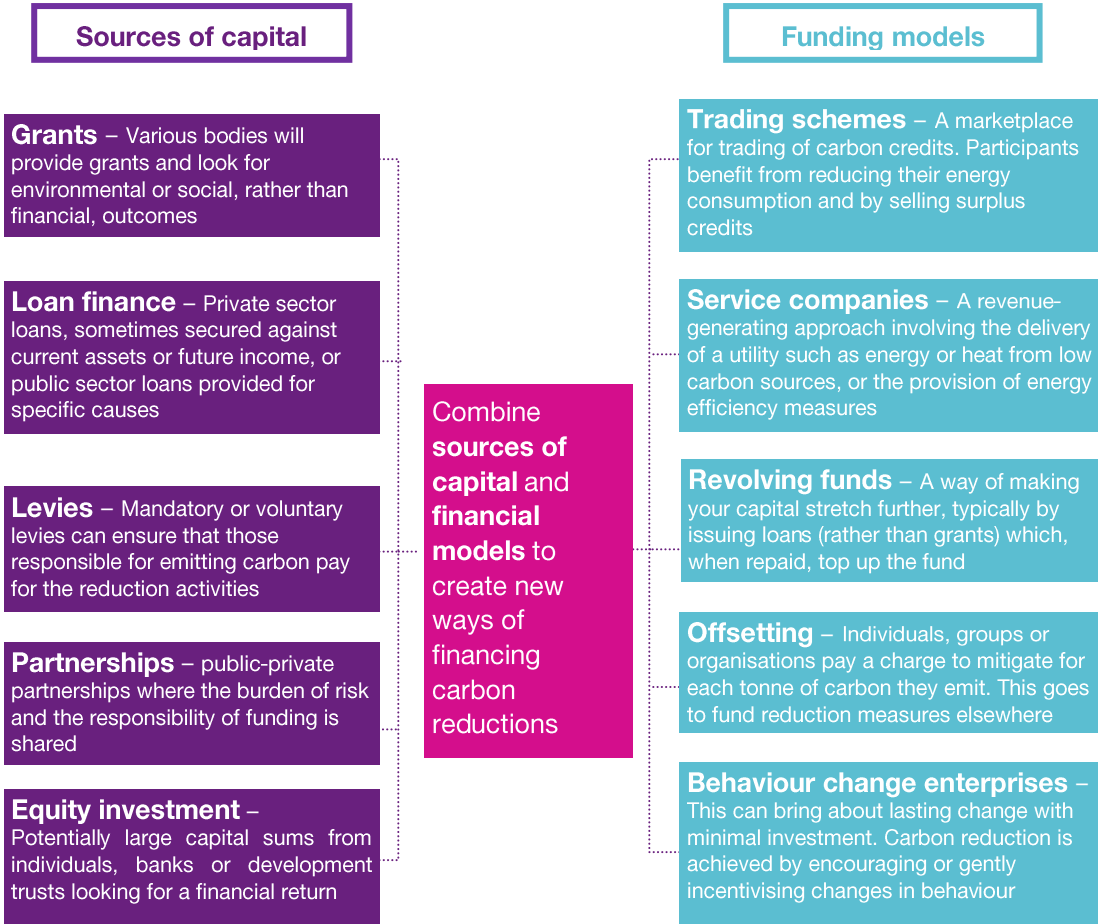 Sources of capital
Grants – Various bodies will
provide grants and look for
environmental or social, rather than
financial, outcomes
Loan finance – Private sector
loans, sometimes secured against
current assets or future income, or
public sector loans provided for
specific causes
Levies – Mandatory or voluntary
levies can ensure that those
responsible for emitting carbon pay
for the reduction activities
Partnerships – public-private
partnerships where the burden of risk
and the responsibility of funding is
shared
Equity investment –
Potentially large capital sums from
individuals, banks or development
trusts looking for a financial return
Combine
sources of
capital and
financial
models to
create new
ways of
financing
carbon
reductions
Funding models
Trading schemes – A marketplace
for trading of carbon credits. Participants
benefit from reducing their energy
consumption and by selling surplus
credits
Service companies – A revenue-
generating approach involving the delivery
of a utility such as energy or heat from low
carbon sources, or the provision of energy
efficiency measures
Revolving funds – A way of making
your capital stretch further, typically by
issuing loans (rather than grants) which,
when repaid, top up the fund
Offsetting – Individuals, groups or
organisations pay a charge to mitigate for
each tonne of carbon they emit. This goes
to fund reduction measures elsewhere
Behaviour change enterprises –
This can bring about lasting change with
minimal investment. Carbon reduction is
achieved by encouraging or gently
incentivising changes in behaviour